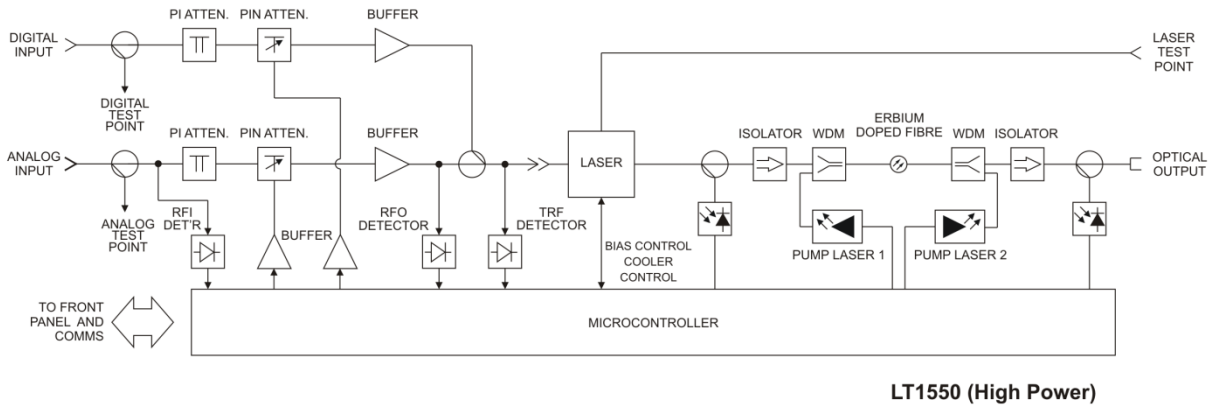 PI ATTEN.
PIN ATTEN.
BUFFER
DIGITAL
INPUT
LASER
TEST
POINT
DIGITAL
TEST
POINT
PI ATTEN.
PIN ATTEN.
BUFFER
ISOLATOR
WDM
ERBIUM
DOPED FIBRE
WDM
ISOLATOR
ANALOG
INPUT
LASER
OPTICAL
OUTPUT
ANALOG
TEST
POINT
RFI
DET'R
BUFFER
RFO
DETECTOR
TRF
DETECTOR
BIAS CONTROL
COOLER
CONTROL
PUMP LASER 1
PUMP LASER 2
TO FRONT
PANEL AND
COMMS
MICROCONTROLLER
LT1550 (High Power)